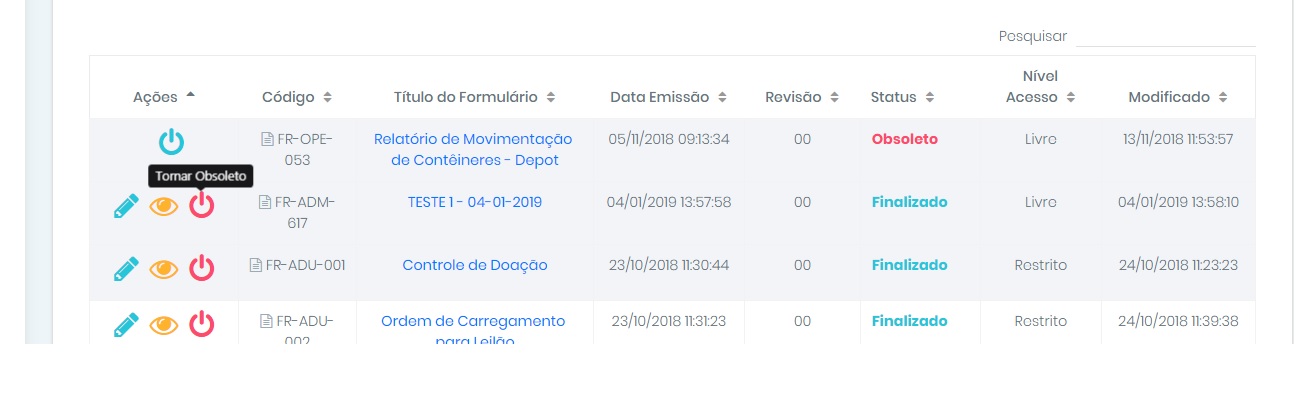 Pesquisar
Ações Código Título do Formulário Data Emissão Revisão Status Nível Acesso Modificado
FR-OPE- Relatório de Movimentação 05/11/2018 09:13:34 00 Obsoleto Livre 13/11/2018 11:53:57
053 de Contêineres - Depot
Tornar Obsoleto
FR-ADM- TESTE 1 - 04-01-2019 04/01/2019 13:57:58 00 Finalizado Livre 04/01/2019 13:58:10
617
FR-ADU-001 Controle de Doação 23/10/2018 11:30:44 00 Finalizado Restrito 24/10/2018 11:23:23
FR-ADU- Ordem de Carregamento 23/10/2018 11:31:23 00 Finalizado Restrito 24/10/2018 11:39:38
002 para Leilão